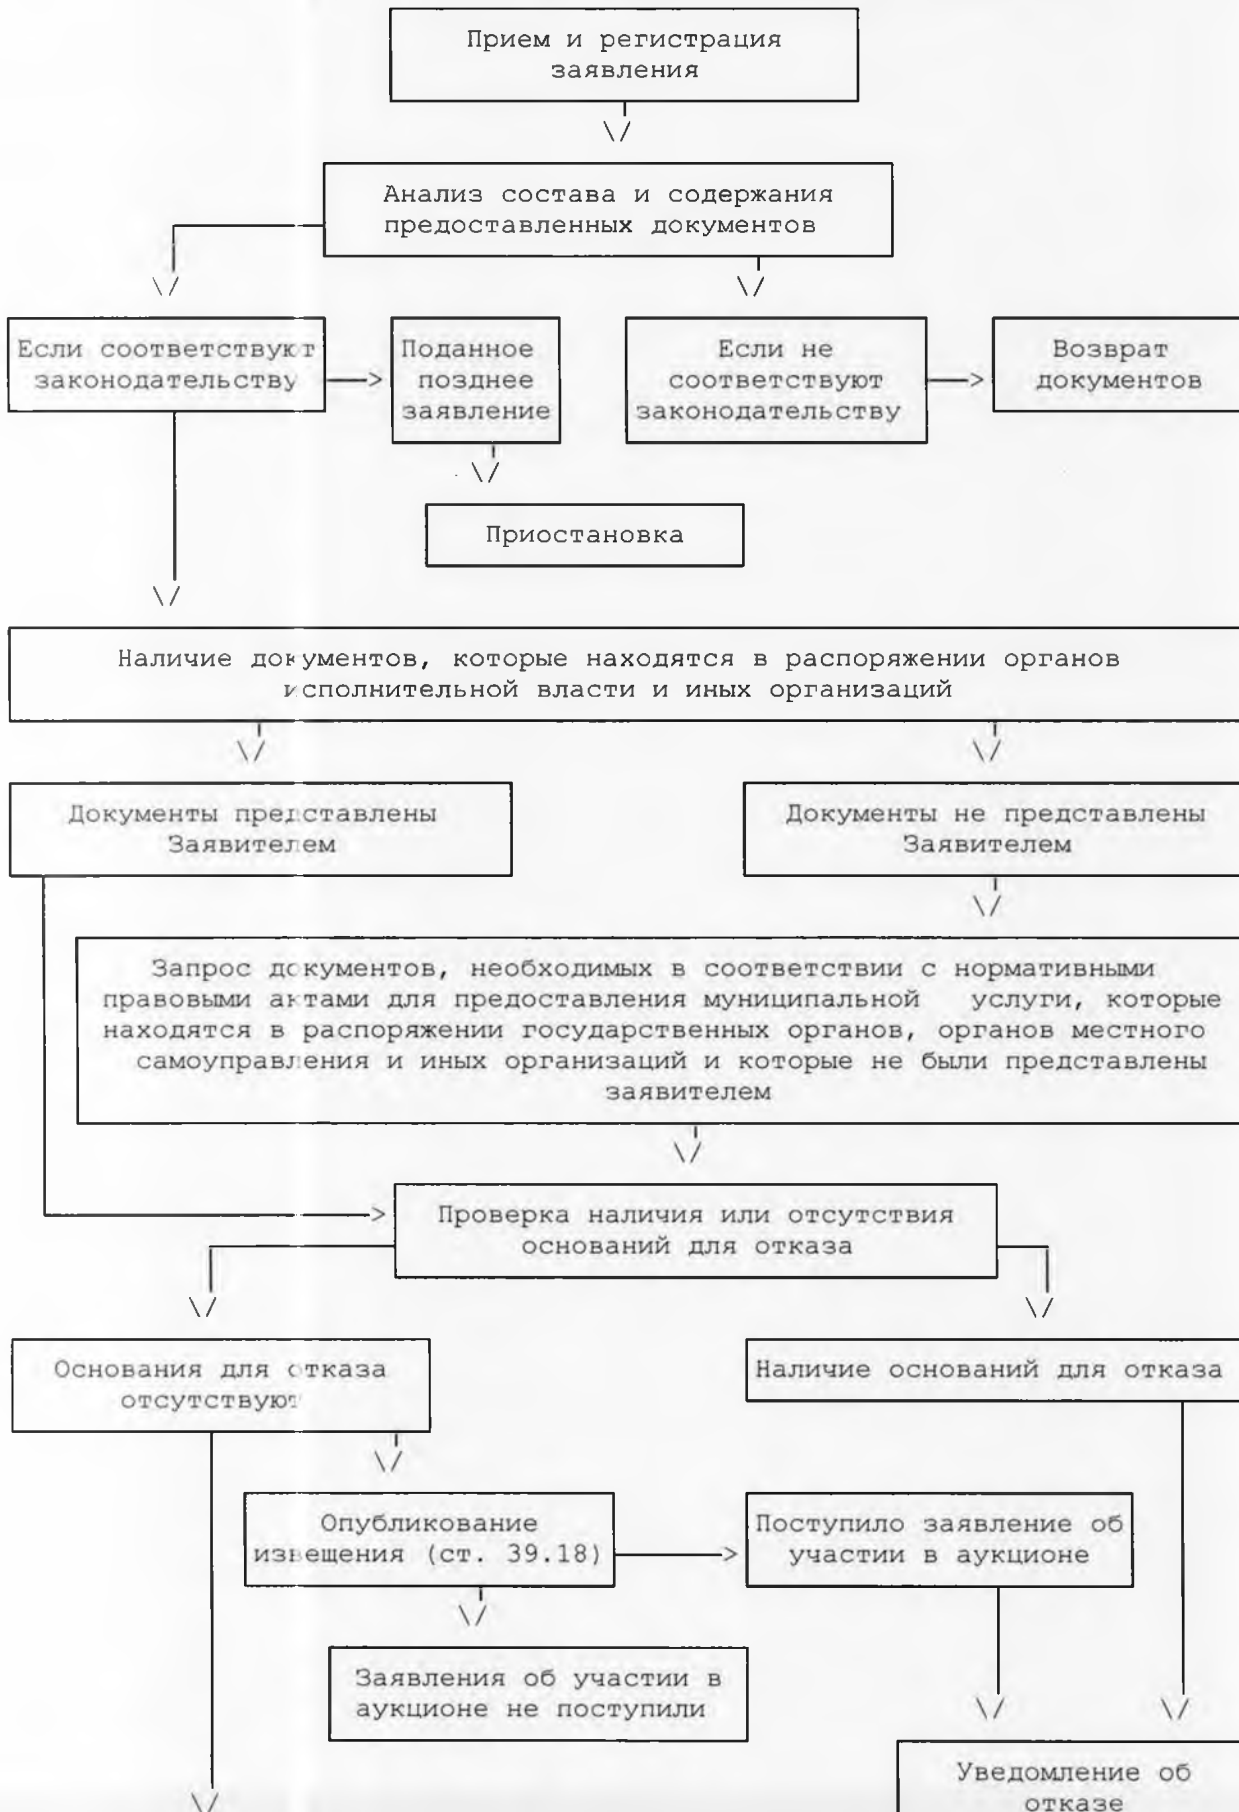 Прием и регистрация
заявления
Анализ состава и содержания
предоставленных документов
Если соответствуют
законодательству
Поданное
позднее
заявление
Если не
соответствуют
законодательству
Возврат
документов
Приостановка
Наличие документов, которые находятся в распоряжении органов
исполнительной власти и иных организаций
Документы представлены
Заявителем
Документы не представлены
Заявителем
Запрос документов, необходимых в соответствии с нормативными
правовыми актами для предоставления муниципальной услуги, которые
находятся в распоряжении государственных органов, органов местного
самоуправления и иных организаций и которые не были представлены
заявителем
Проверка наличия или отсутствия
оснований для отказа
Основания для отказа
отсутствуют
Наличие оснований для отказа
Опубликование
извещения (ст. 39.18)
Поступило заявление об
участии в аукционе
Заявления об участии в
аукционе не поступили
Уведомление об
отказе